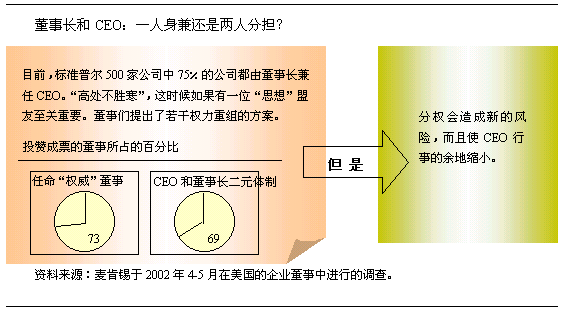 董事长和 CEO：一人身兼还是两人分担？
目前，标准普尔 500 家公司中 75% 的公司都由董事长兼
任 CEO。“高处不胜寒”，这时候如果有一位“思想”盟
友至关重要。董事们提出了若干权力重组的方案。
投赞成票的董事所占的百分比
任命“权威”董事
73
CEO 和董事长二元体制
69
但 是
分权会造成新的风
险，而且使 CEO 行
事的余地缩小。
资料来源：麦肯锡于 2002 年 4-5 月在美国的企业董事中进行的调查。